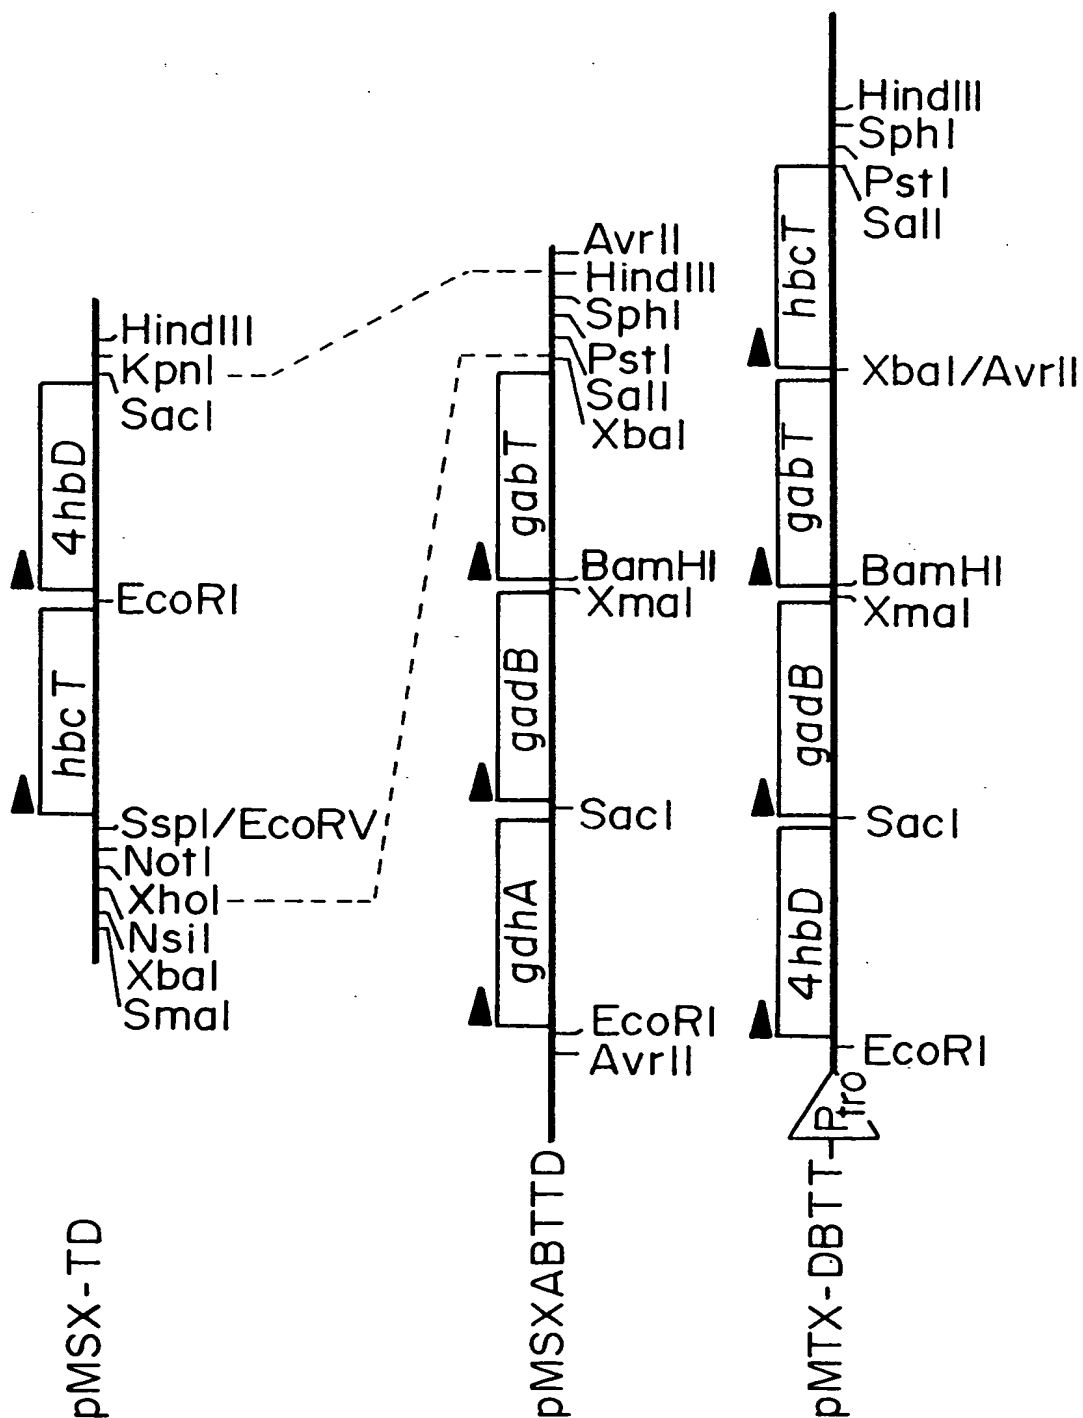 HindIII
KpnI
SacI
4hbD
EcoRI
hbcT
SspI/EcoRV
NotI
XhoI
NsiI
XbaI
SmaI
pMSX-TD
AvrII
HindIII
SphI
PstI
SalI
XbaI
gabT
BamHI
XmaI
gadB
SacI
gdhA
EcoRI
AvrII
pMSXABTTD
HindIII
SphI
PstI
SalI
hbcT
XbaI/AvrII
gabT
BamHI
XmaI
gadB
SacI
4hbD
EcoRI
Ptro
pMTX-DBTT